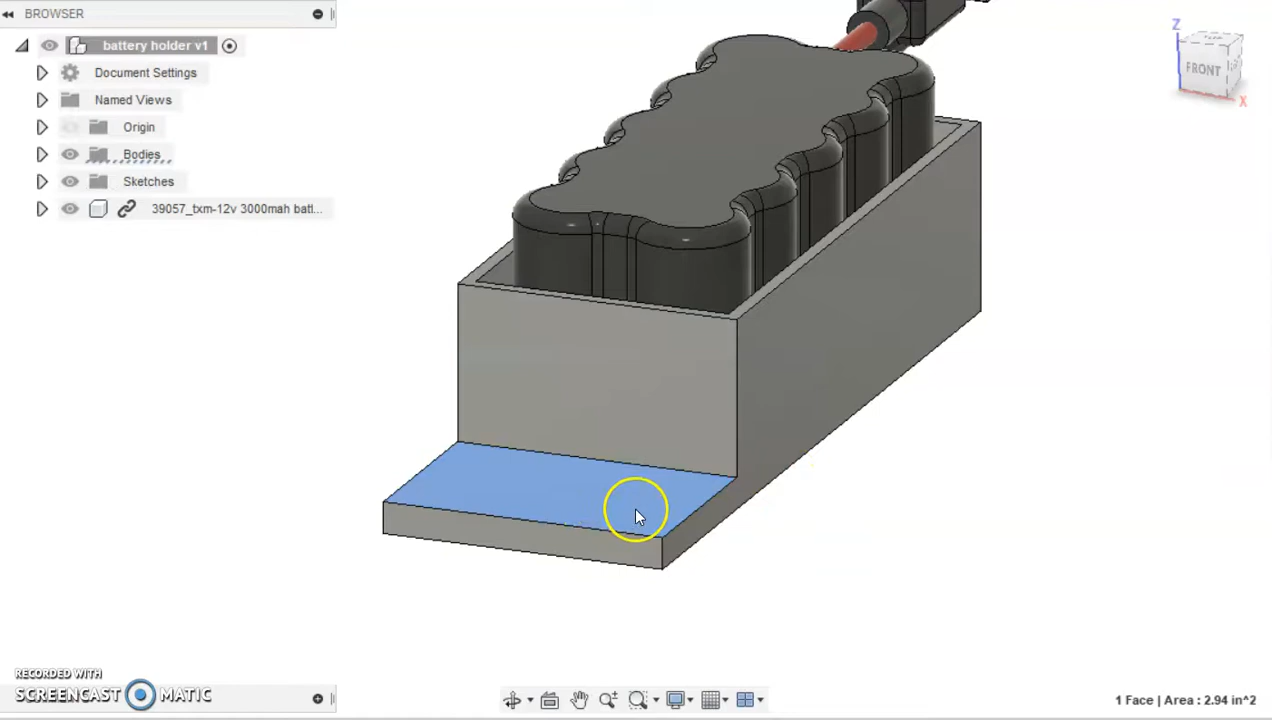 BROWSER
battery holder v1
Document Settings
Named Views
Origin
Bodies
Sketches
39057_txm-12v 3000mah batt...
Z
FRONT
X
RECORDED WITH
SCREENCAST MATIC
1 Face | Area : 2.94 in^2